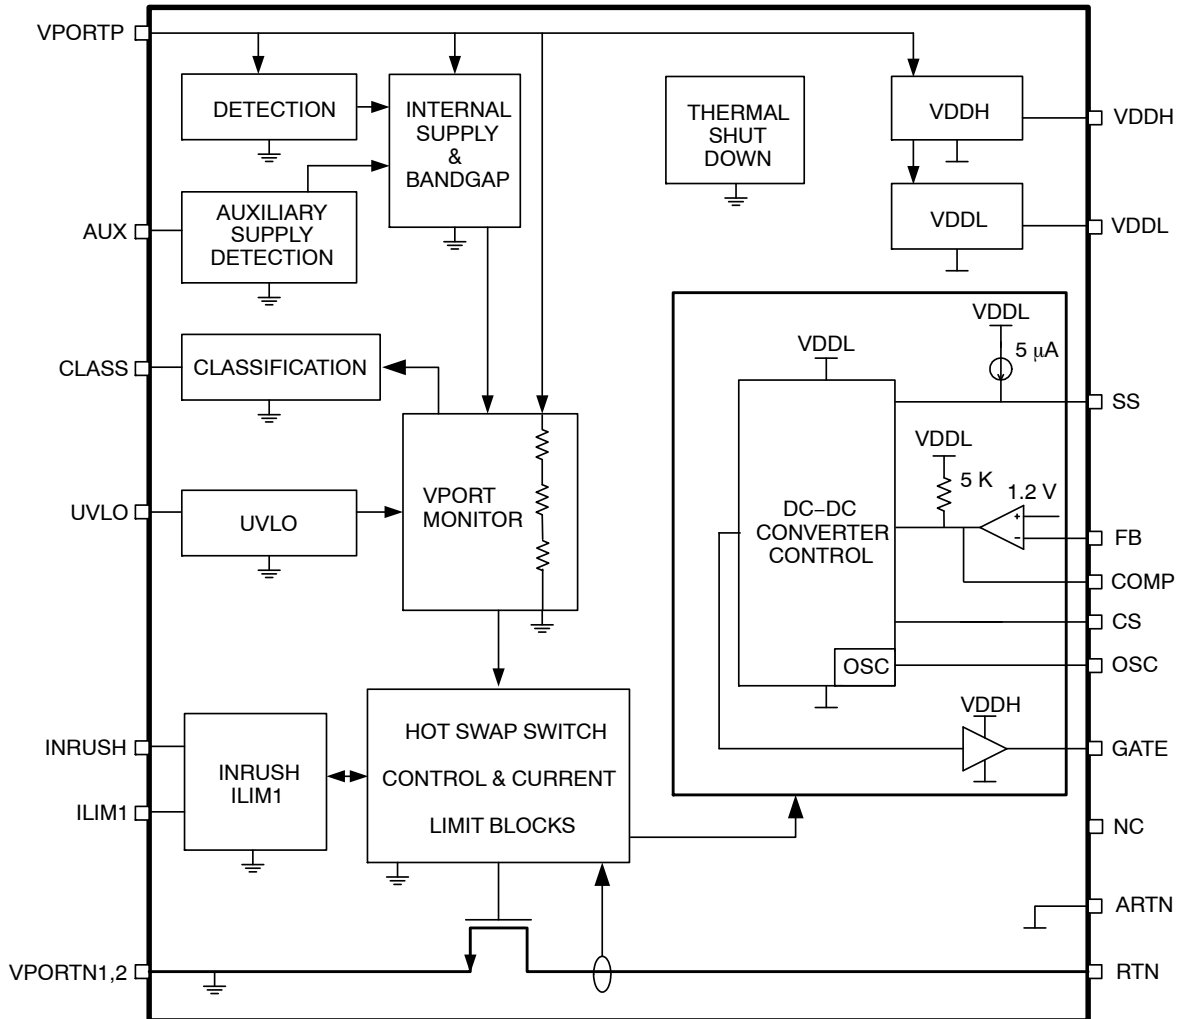 VPORTP
DETECTION
INTERNAL
SUPPLY
&
BANDGAP
THERMAL
SHUT
DOWN
VDDH
VDDH
AUX
AUXILIARY
SUPPLY
DETECTION
VDDL
VDDL
CLASS
CLASSIFICATION
VDDL
VDDL
5 µA
SS
UVLO
UVLO
VPORT
MONITOR
DC−DC
CONVERTER
CONTROL
VDDL
5 K
1.2 V
+
−
FB
COMP
CS
OSC
OSC
INRUSH
ILIM1
INRUSH
ILIM1
HOT SWAP SWITCH
CONTROL & CURRENT
LIMIT BLOCKS
VDDH
GATE
NC
ARTN
VPORTN1,2
RTN